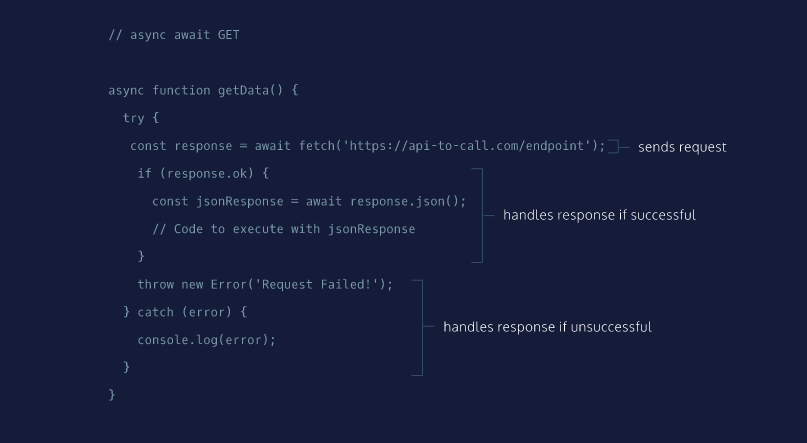 // async await GET
async function getData() {
try {
const response = await fetch('https://api-to-call.com/endpoint');
sends request
if (response.ok) {
const jsonResponse = await response.json();
handles response if successful
// Code to execute with jsonResponse
}
throw new Error('Request Failed!');
} catch (error) {
handles response if unsuccessful
console.log(error);
}
}